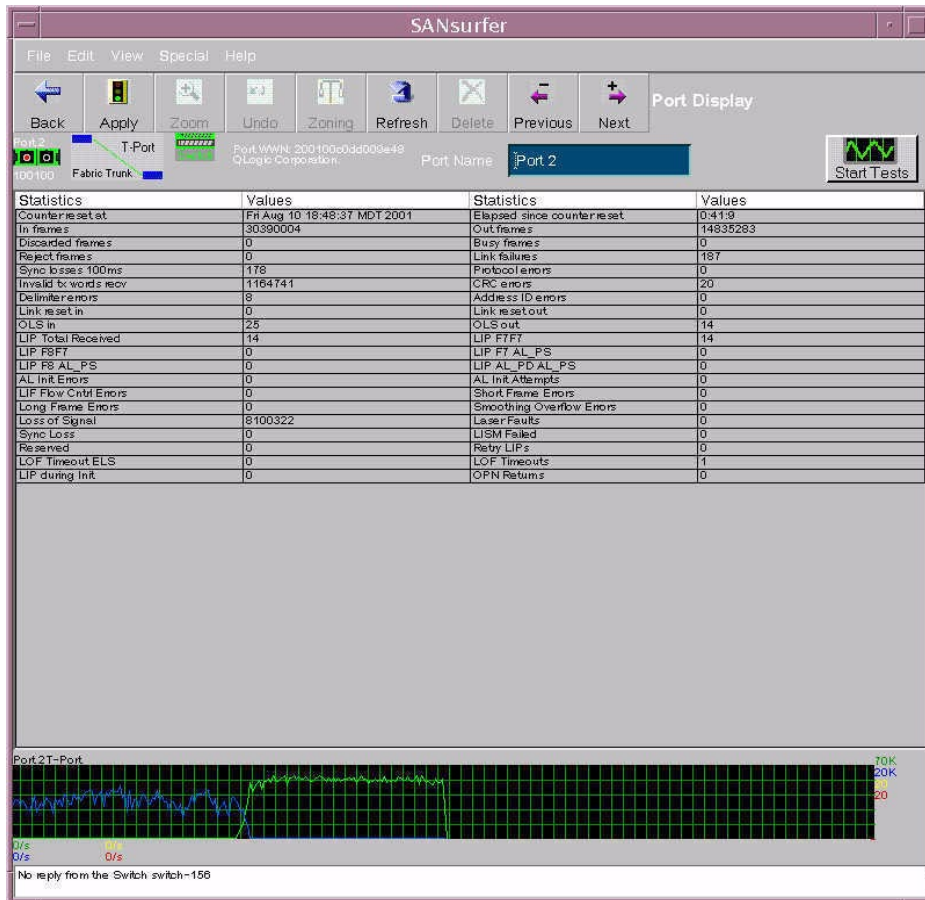 SANsurfer
File Edit View Special Help
Back Apply Zoom Undo Zoning Refresh Delete Previous Next Port Display
Port 2
T-Port
Port WWN: 200100c0dd009e48
QLogic Corporation.
Port Name Port 2
Start Tests
100100 Fabric Trunk
Statistics Values Statistics Values
Counter reset at Fri Aug 10 18:48:37 MDT 2001 Elapsed since counter reset 0:41:9
In frames 30390004 Out frames 14835283
Discarded frames 0 Busy frames 0
Reject frames 0 Link failures 187
Sync losses 100ms 178 Protocol errors 0
Invalid tx words recv 1164741 CRC errors 20
Delimiter errors 8 Address ID errors 0
Link reset in 0 Link reset out 0
OLS in 25 OLS out 14
LIP Total Received 14 LIP F7F7 14
LIP F8F7 0 LIP F7 AL_PS 0
LIP F8 AL_PS 0 LIP AL_PD AL_PS 0
AL Init Errors 0 AL Init Attempts 0
LIF Flow Cntrl Errors 0 Short Frame Errors 0
Long Frame Errors 0 Smoothing Overflow Errors 0
Loss of Signal 8100322 Laser Faults 0
Sync Loss 0 LISM Failed 0
Reserved 0 Retry LIPs 0
LOF Timeout ELS 0 LOF Timeouts 1
LIP during Init 0 OPN Returns 0
Port 2 T-Port
70K
20K
20
0/s 0/s
0/s 0/s
No reply from the Switch switch-156